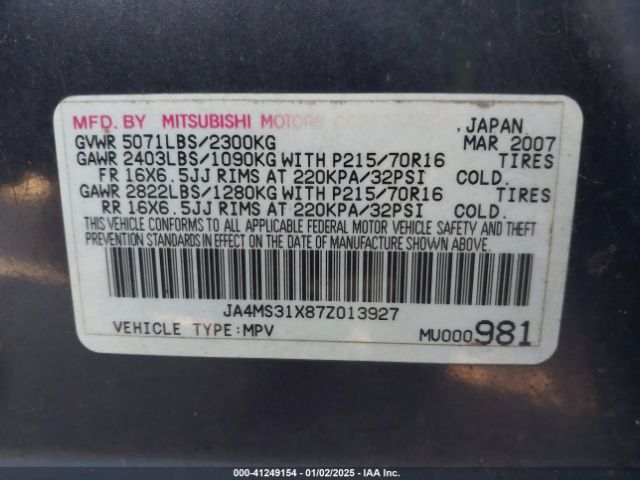 MFD. BY MITSUBISHI MOTORS CORPORATION, JAPAN
GVWR 5071LBS/2300KG MAR 2007
GAWR 2403LBS/1090KG WITH P215/70R16 TIRES
FR 16X6.5JJ RIMS AT 220KPA/32PSI COLD.
GAWR 2822LBS/1280KG WITH P215/70R16 TIRES
RR 16X6.5JJ RIMS AT 220KPA/32PSI COLD.
THIS VEHICLE CONFORMS TO ALL APPLICABLE FEDERAL MOTOR VEHICLE SAFETY AND THEFT
PREVENTION STANDARDS IN EFFECT ON THE DATE OF MANUFACTURE SHOWN ABOVE.
JA4MS31X87Z013927
VEHICLE TYPE:MPV MU000981
000-41249154 - 01/02/2025 - IAA, Inc.